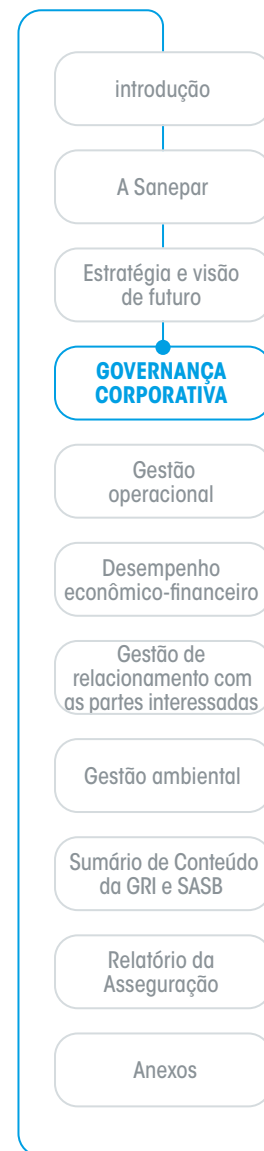 introdução
A Sanepar
Estratégia e visão
de futuro
GOVERNANÇA
CORPORATIVA
Gestão
operacional
Desempenho
econômico-financeiro
Gestão de
relacionamento com
as partes interessadas
Gestão ambiental
Sumário de Conteúdo
da GRI e SASB
Relatório da
Asseguração
Anexos